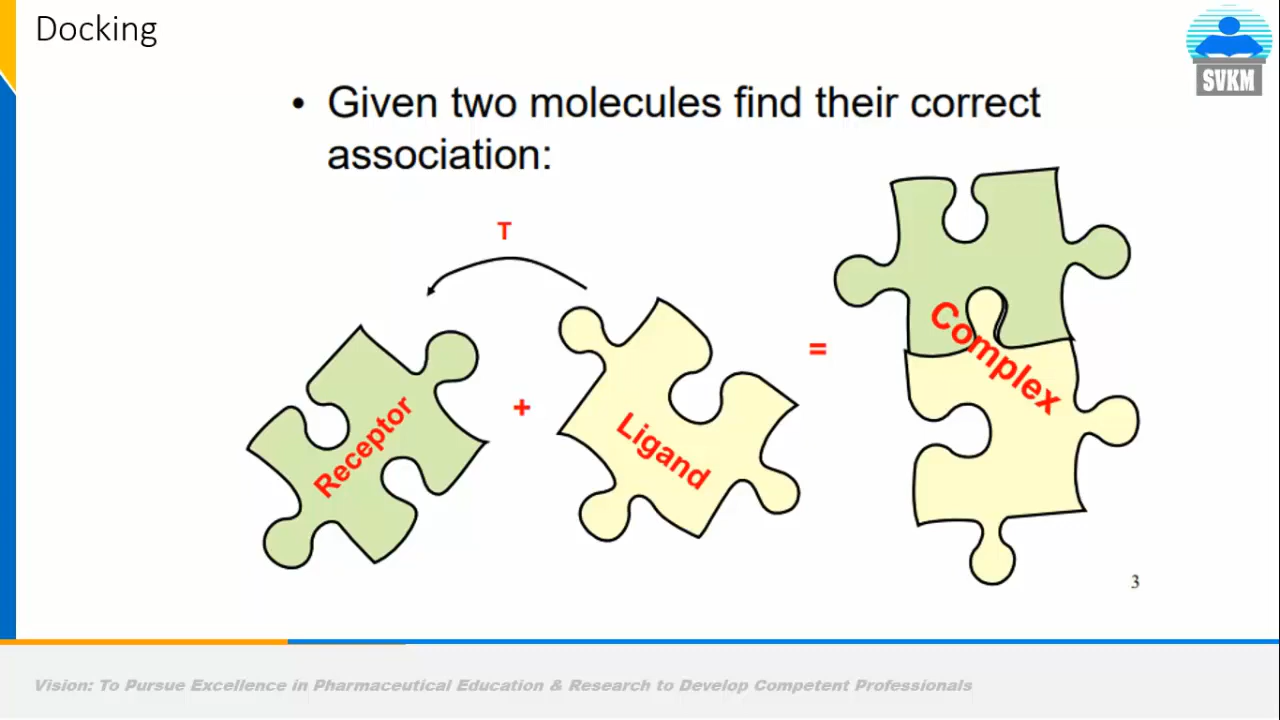 Docking
SVKM
• Given two molecules find their correct
association:
T
Receptor
+
Ligand
=
Complex
3
Vision: To Pursue Excellence in Pharmaceutical Education & Research to Develop Competent Professionals